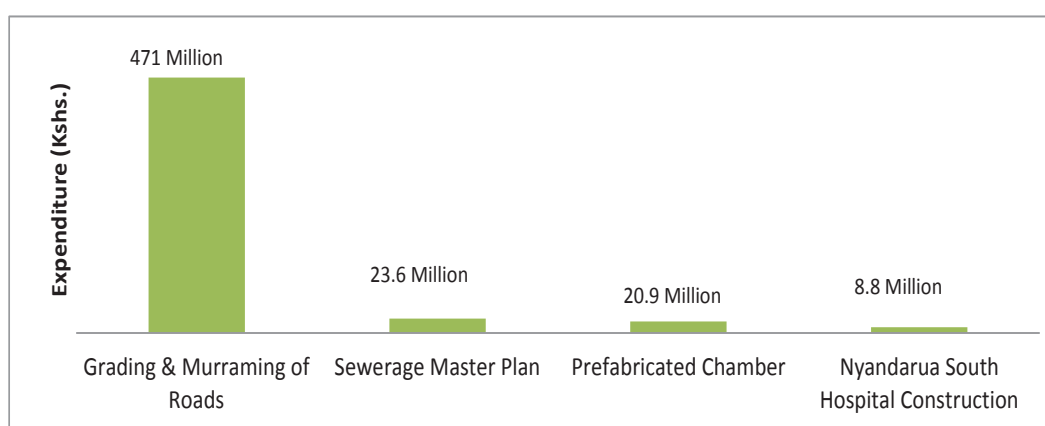 471 Million
23.6 Million
20.9 Million
8.8 Million
Expenditure (Kshs.)
Grading & Murraming of
Roads
Sewerage Master Plan
Prefabricated Chamber
Nyandarua South
Hospital Construction